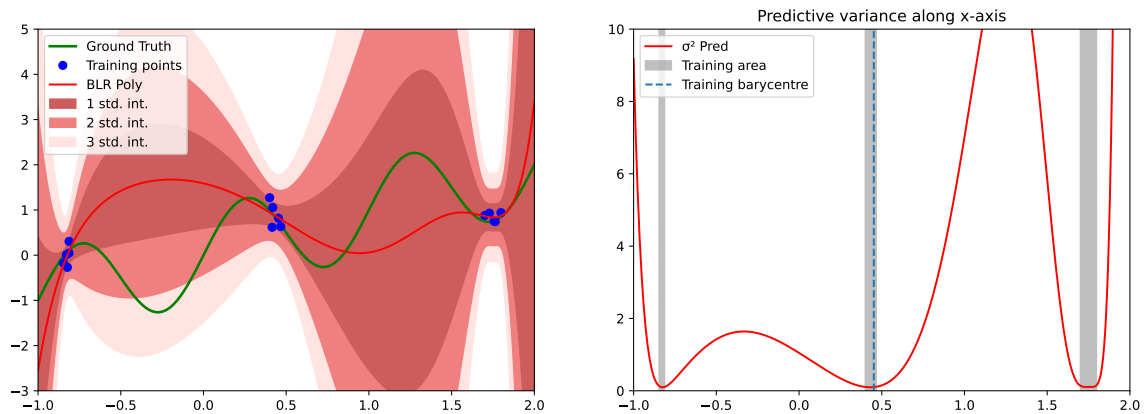 Predictive variance along x-axis
5
4
3
2
1
0
−1
−2
−3
Ground Truth
Training points
BLR Poly
1 std. int.
2 std. int.
3 std. int.
−1.0
−0.5
0.0
0.5
1.0
1.5
2.0
10
8
6
4
2
0
σ² Pred
Training area
Training barycentre
−1.0
−0.5
0.0
0.5
1.0
1.5
2.0